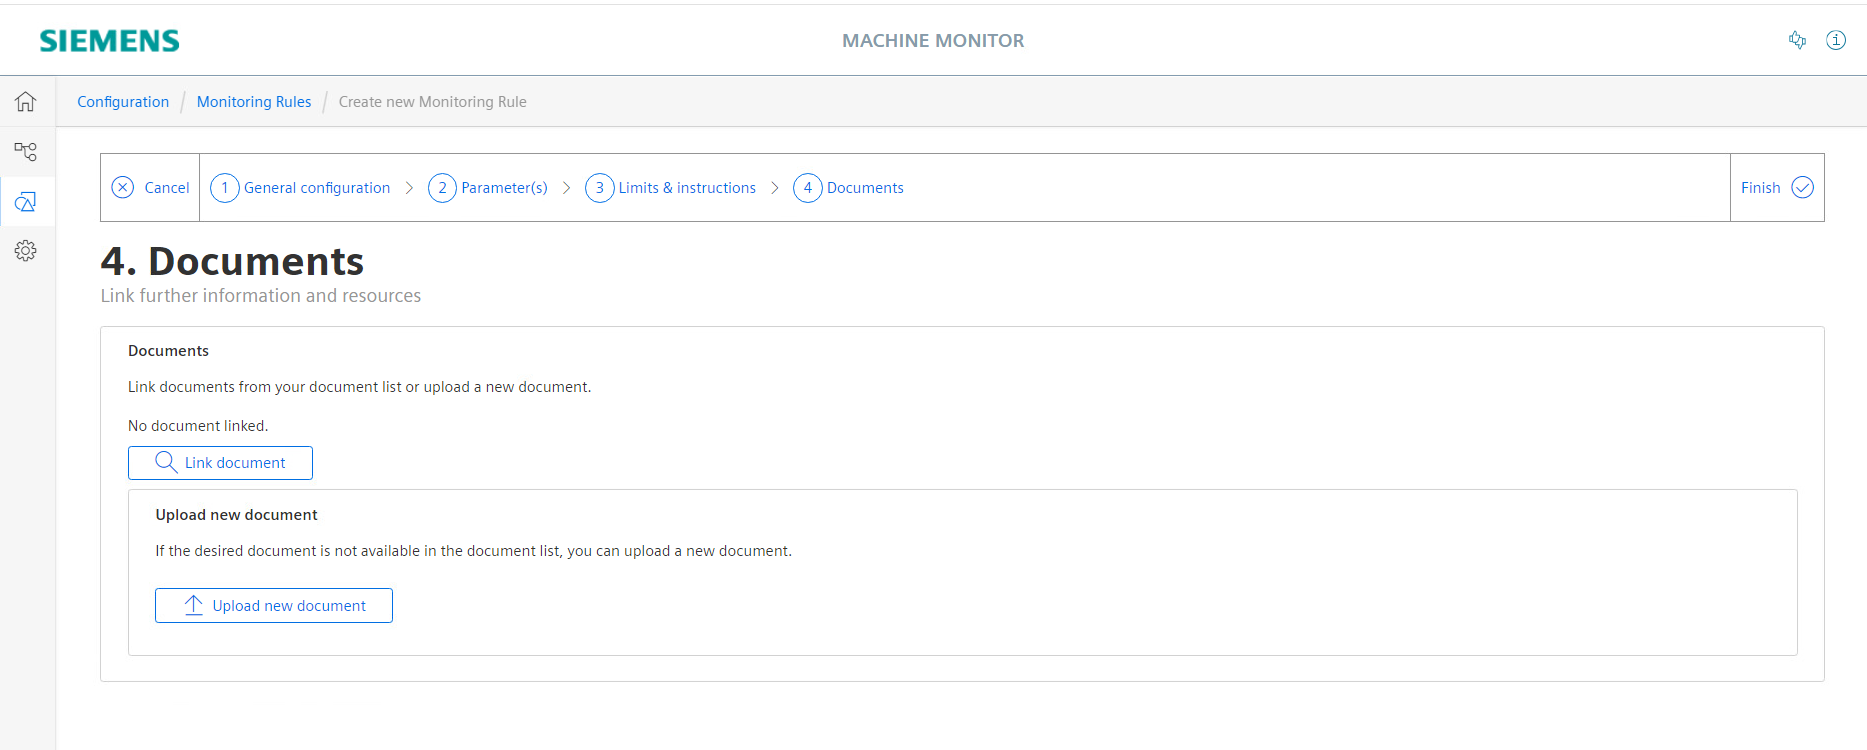 SIEMENS
MACHINE MONITOR
Configuration / Monitoring Rules / Create new Monitoring Rule
Cancel 1 General configuration > 2 Parameter(s) > 3 Limits & instructions > 4 Documents Finish
4. Documents
Link further information and resources
Documents
Link documents from your document list or upload a new document.
No document linked.
Link document
Upload new document
If the desired document is not available in the document list, you can upload a new document.
Upload new document